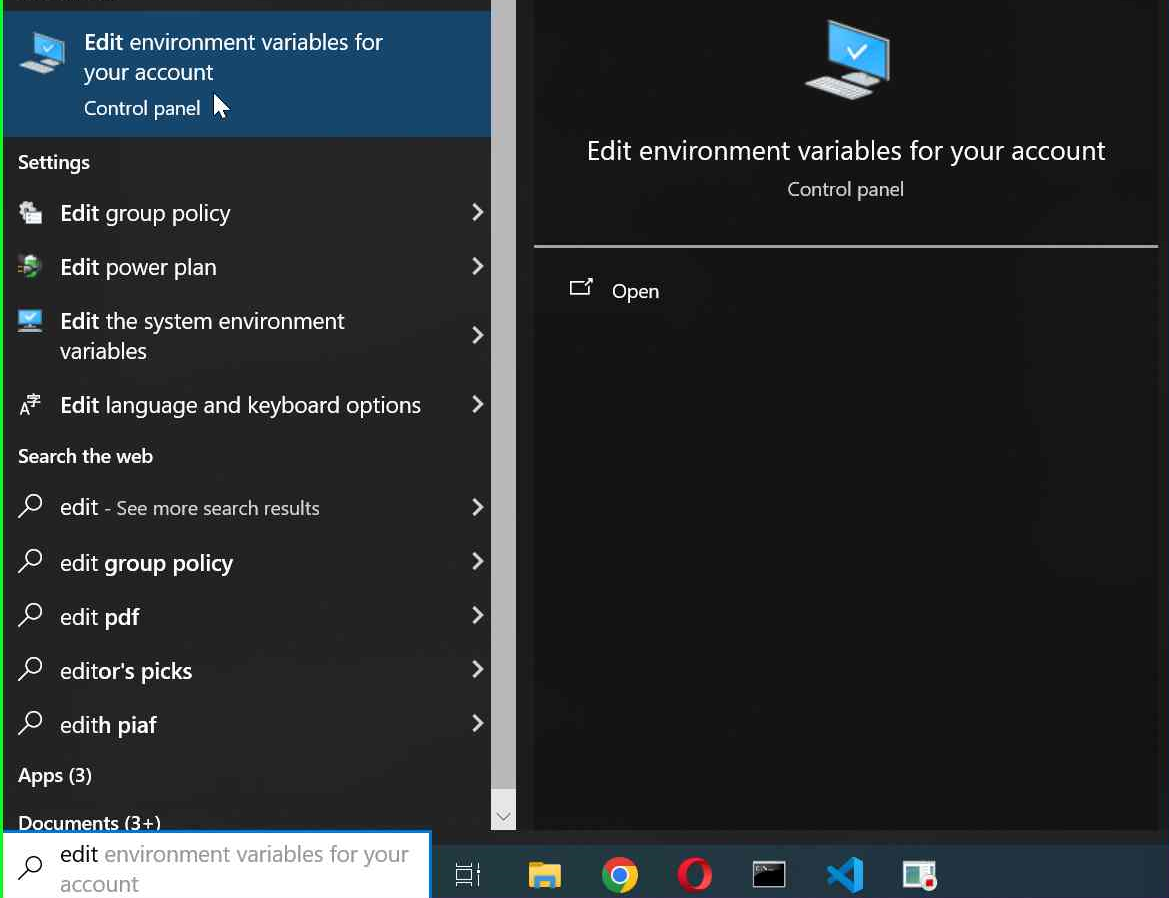 Edit environment variables for
your account
Control panel
Settings
Edit group policy
Edit power plan
Edit the system environment
variables
Edit language and keyboard options
Search the web
edit - See more search results
edit group policy
edit pdf
editor's picks
edith piaf
Apps (3)
Documents (3+)
edit environment variables for your
account
Edit environment variables for your account
Control panel
Open